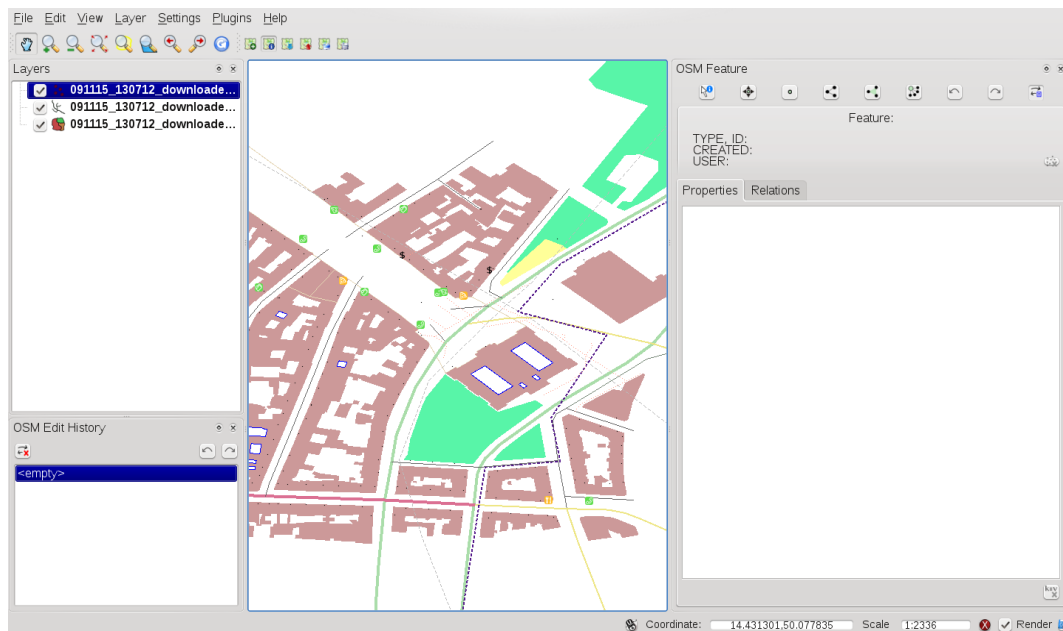 File Edit View Layer Settings Plugins Help
Layers
091115_130712_downloade...
091115_130712_downloade...
091115_130712_downloade...
OSM Edit History
<empty>
$
$
OSM Feature
Feature:
TYPE, ID:
CREATED:
USER:
Properties Relations
Coordinate: 14.431301,50.077835 Scale 1:2336 Render